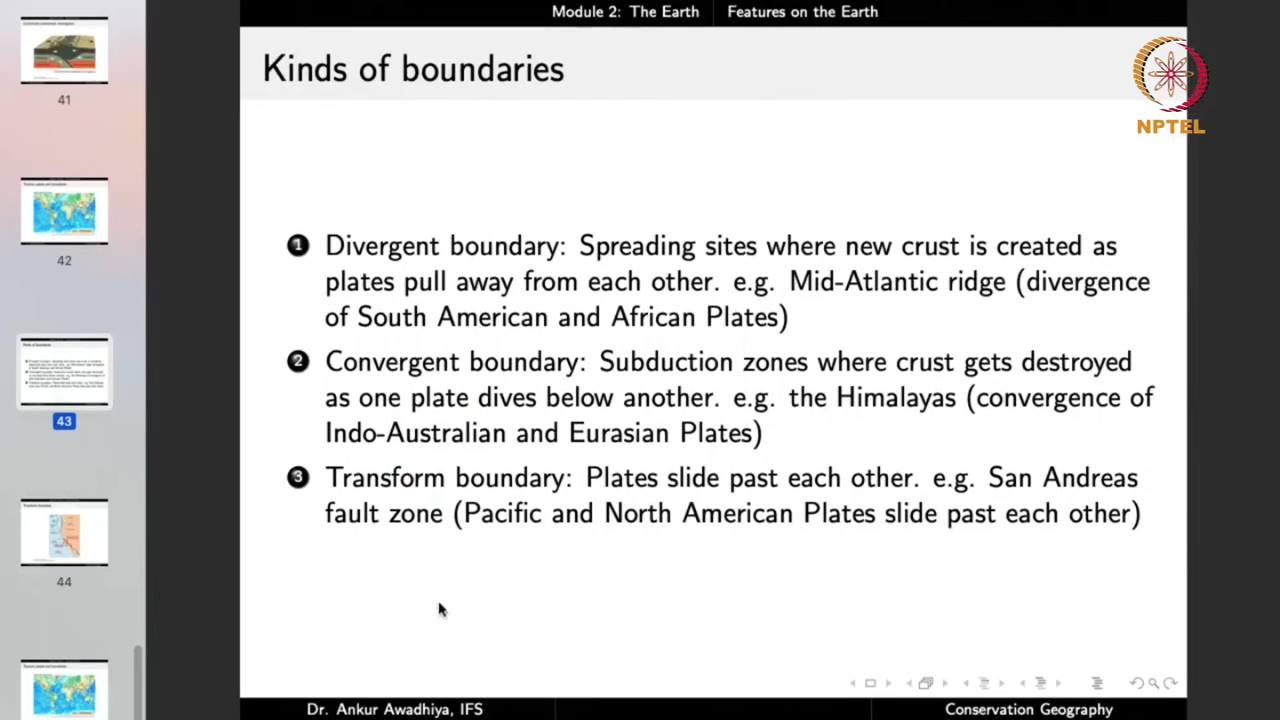 Module 2: The Earth
Features on the Earth
Kinds of boundaries
NPTEL
1 Divergent boundary: Spreading sites where new crust is created as
plates pull away from each other. e.g. Mid-Atlantic ridge (divergence
of South American and African Plates)
2 Convergent boundary: Subduction zones where crust gets destroyed
as one plate dives below another. e.g. the Himalayas (convergence of
Indo-Australian and Eurasian Plates)
3 Transform boundary: Plates slide past each other. e.g. San Andreas
fault zone (Pacific and North American Plates slide past each other)
Dr. Ankur Awadhiya, IFS
Conservation Geography
41
42
43
44